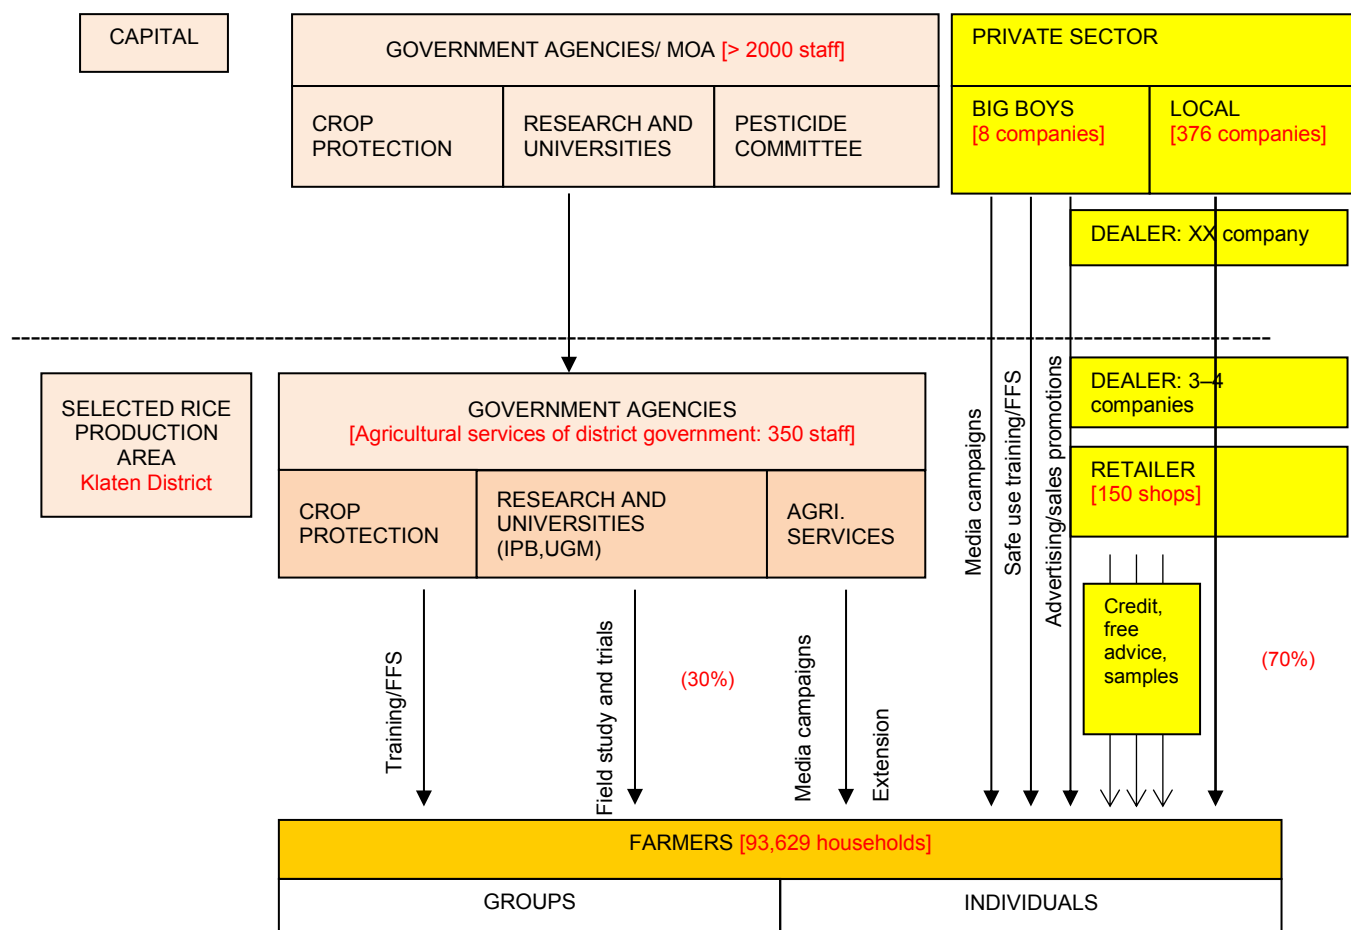 CAPITAL
GOVERNMENT AGENCIES/ MOA [> 2000 staff]
CROP
PROTECTION
RESEARCH AND
UNIVERSITIES
PESTICIDE
COMMITTEE
PRIVATE SECTOR
BIG BOYS
[8 companies]
LOCAL
[376 companies]
DEALER: XX company
SELECTED RICE
PRODUCTION
AREA
Klaten District
GOVERNMENT AGENCIES
[Agricultural services of district government: 350 staff]
CROP
PROTECTION
RESEARCH AND
UNIVERSITIES
(IPB,UGM)
AGRI.
SERVICES
DEALER: 3–4
companies
RETAILER
[150 shops]
Media campaigns
Safe use training/FFS
Advertising/sales promotions
Credit,
free
advice,
samples
(70%)
Training/FFS
Field study and trials
(30%)
Media campaigns
Extension
FARMERS [93,629 households]
GROUPS
INDIVIDUALS